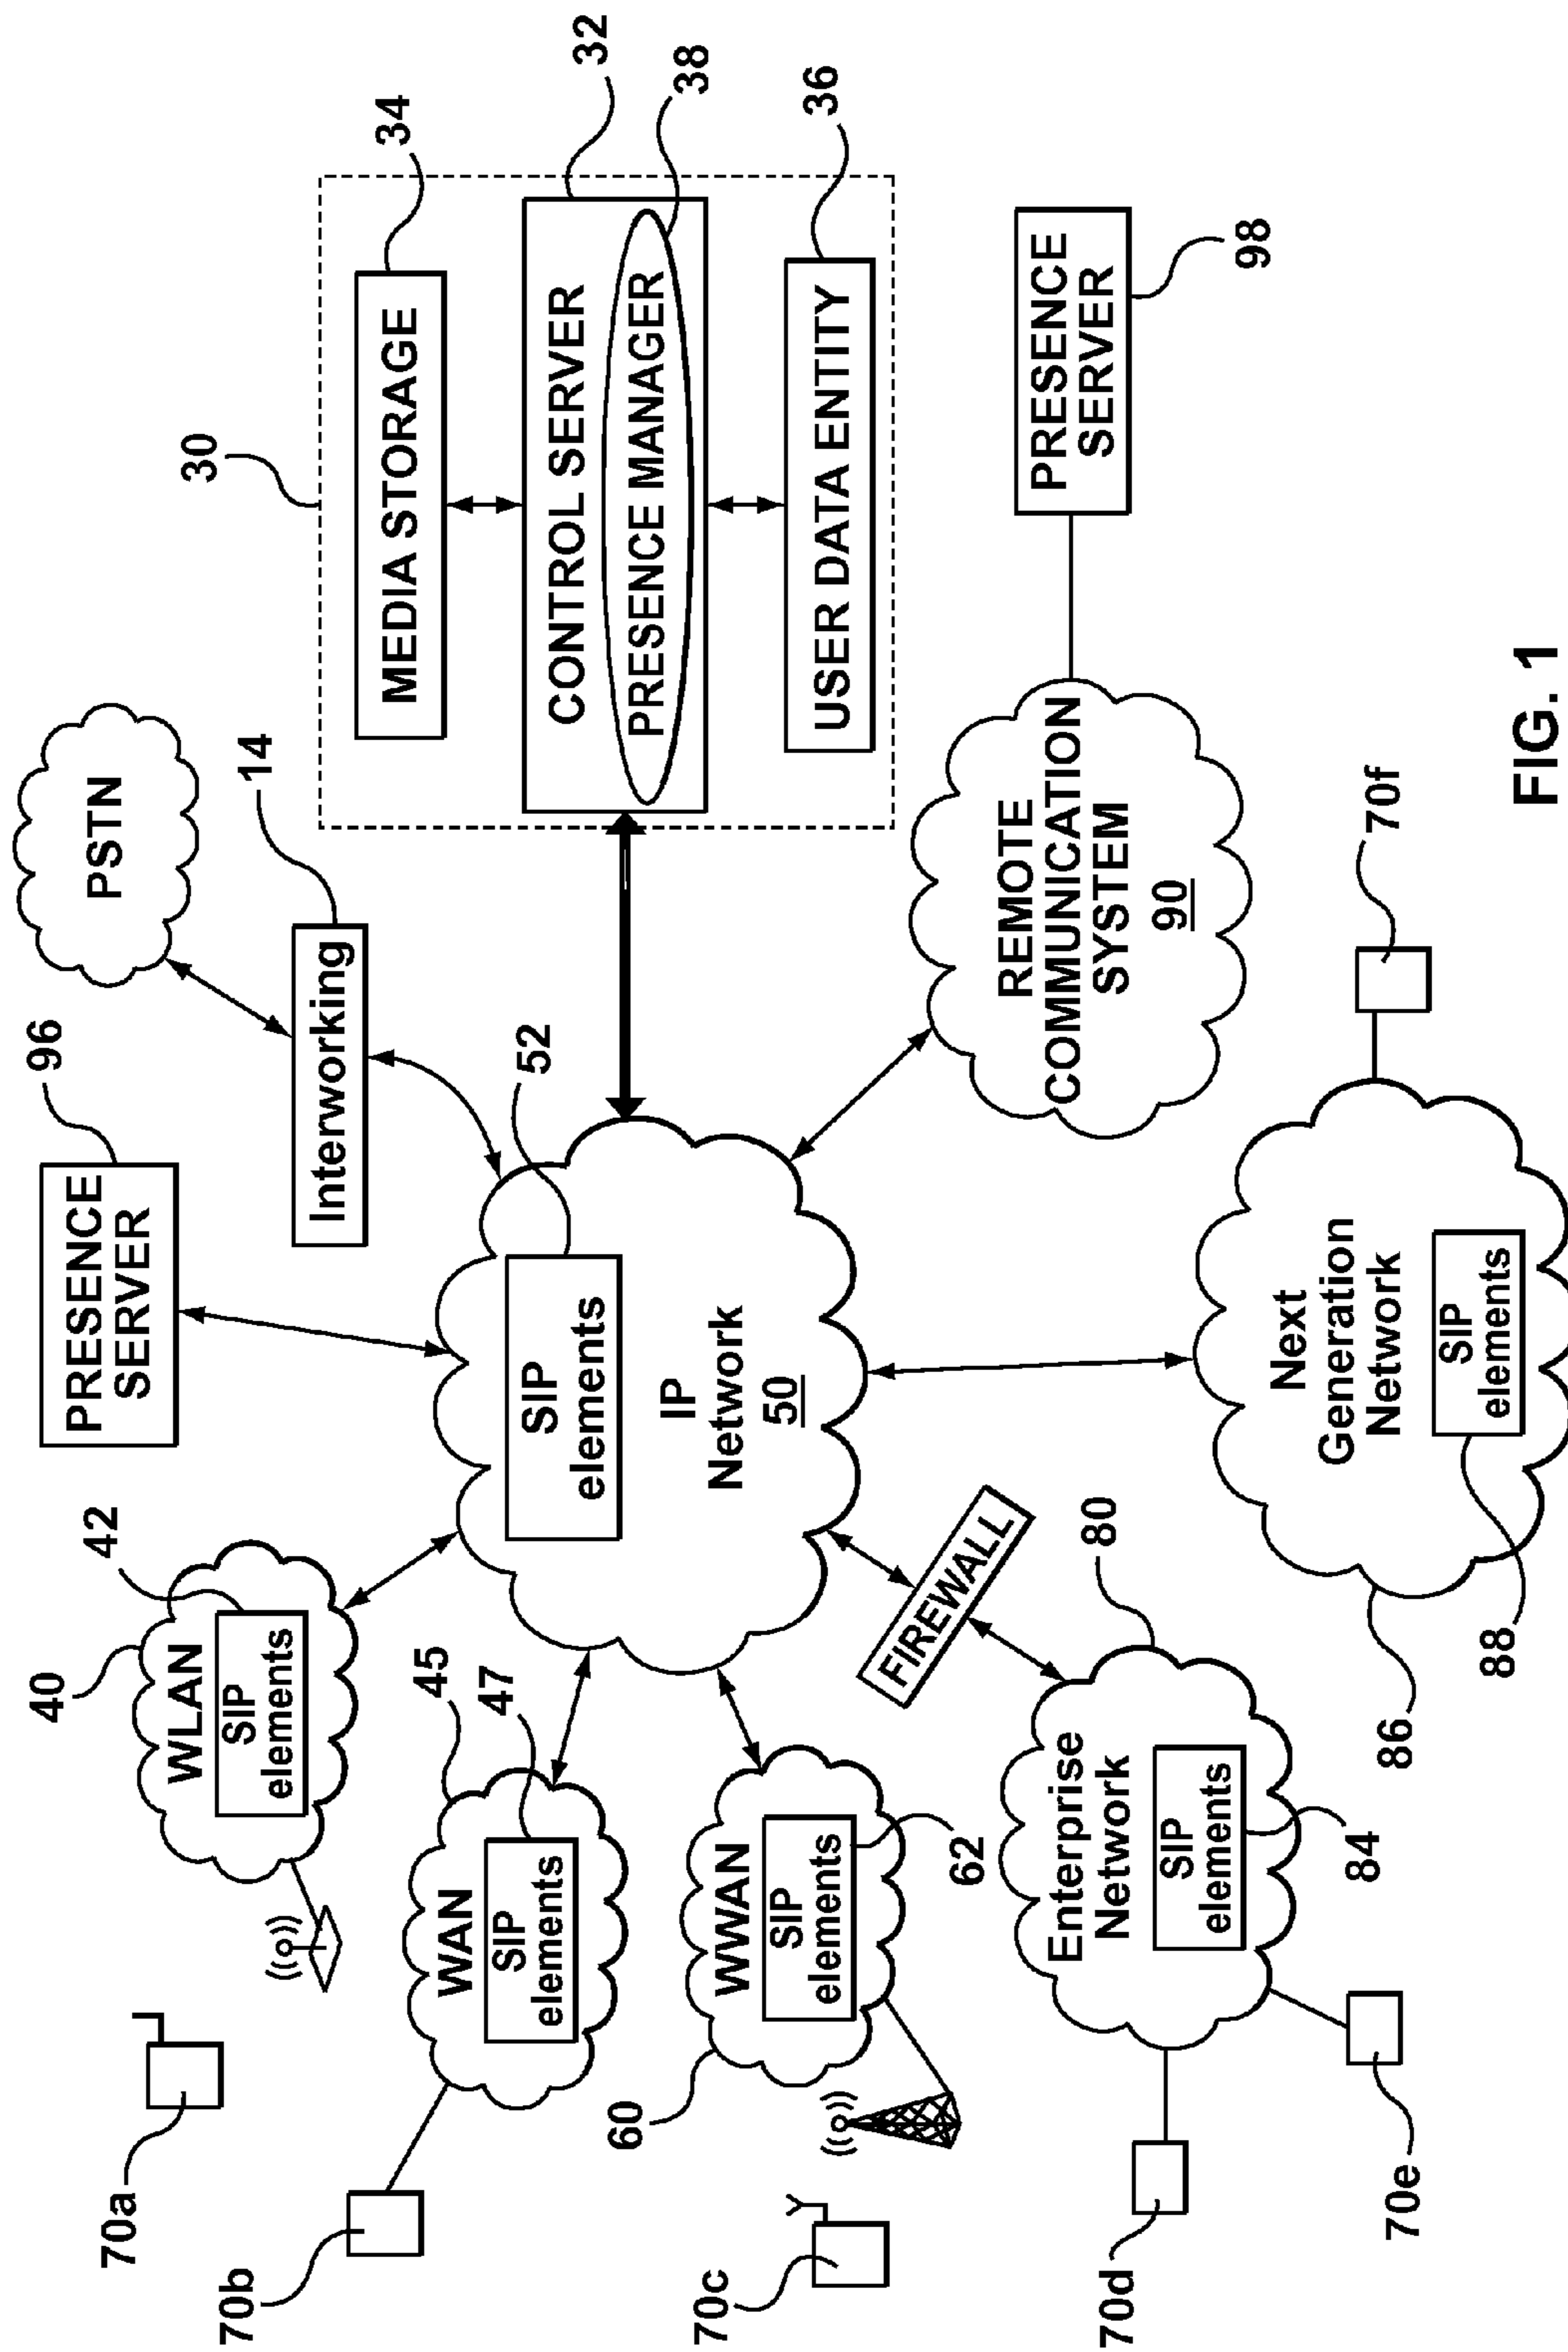 70a
40
42
WLAN
SIP
elements
70b
45
47
WAN
SIP
elements
70c
60
WWAN
SIP
elements
62
70d
70e
Enterprise
Network
SIP
elements
80
84
FIREWALL
96
PRESENCE
SERVER
Interworking
14
PSTN
52
SIP
elements
IP
Network
50
30
MEDIA STORAGE
34
CONTROL SERVER
32
PRESENCE MANAGER
38
USER DATA ENTITY
36
REMOTE
COMMUNICATION
SYSTEM
90
PRESENCE
SERVER
98
86
88
Next
Generation
Network
SIP
elements
70f
FIG. 1